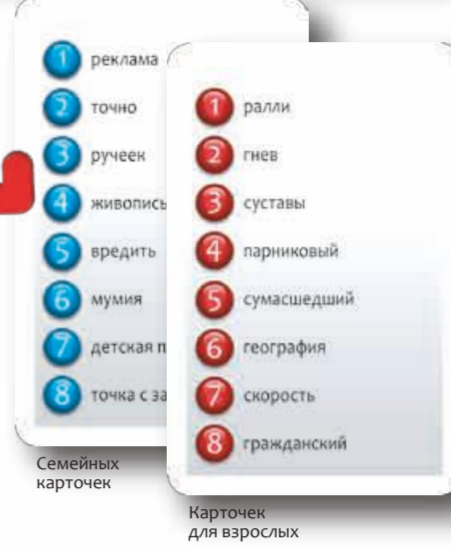 1 реклама
2 точно
3 ручеек
4 живопись
5 вредить
6 мумия
7 детская п
8 точка с за
Семейных
карточек
1 ралли
2 гнев
3 суставы
4 парниковый
5 сумасшедший
6 география
7 скорость
8 гражданский
Карточек
для взрослых